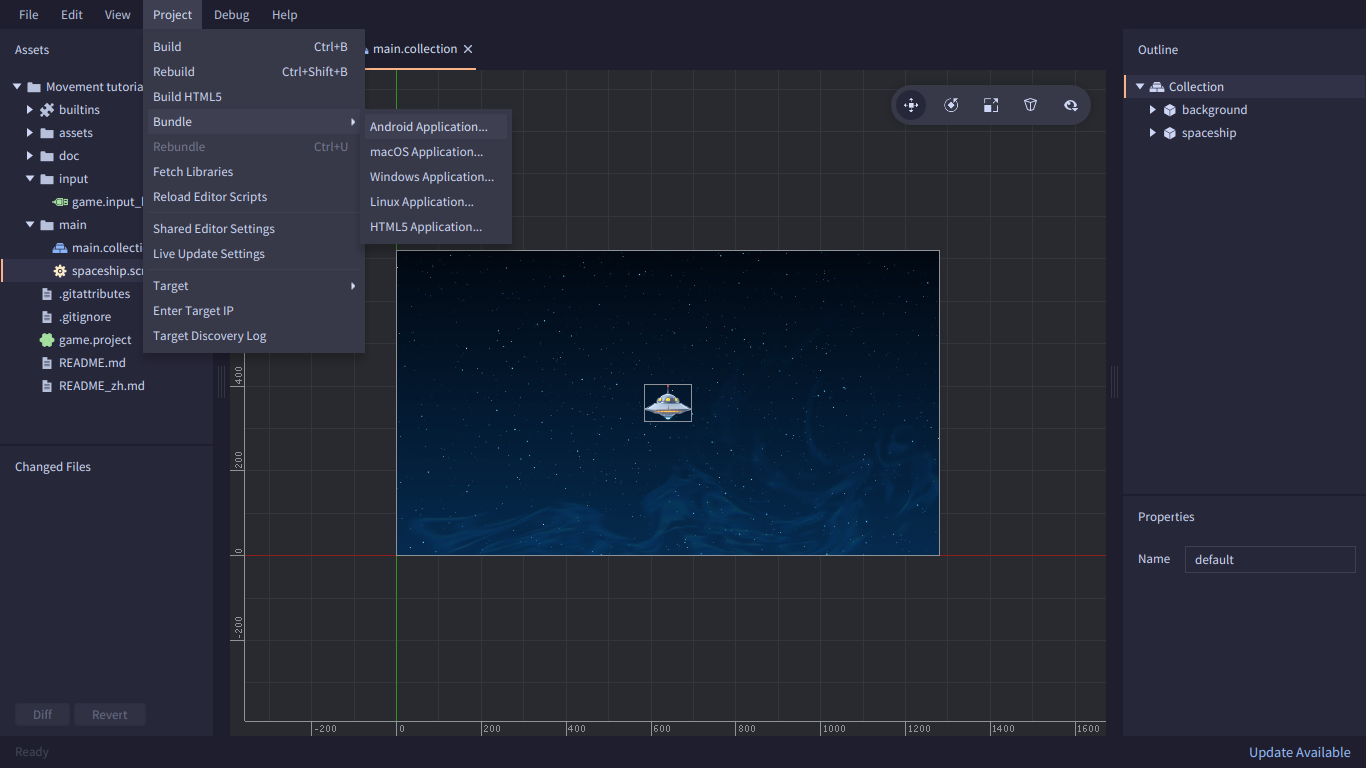 File Edit View Project Debug Help
Assets
Movement tutoria
builtins
assets
doc
input
game.input_
main
main.collecti
spaceship.scr
.gitattributes
.gitignore
game.project
README.md
README_zh.md
Build Ctrl+B
Rebuild Ctrl+Shift+B
Build HTML5
Bundle
Rebundle Ctrl+U
Fetch Libraries
Reload Editor Scripts
Shared Editor Settings
Live Update Settings
Target
Enter Target IP
Target Discovery Log
Android Application...
macOS Application...
Windows Application...
Linux Application...
HTML5 Application...
main.collection
400
200
0
-200
-200 0 200 400 600 800 1000 1200 1400 1600
Outline
Collection
background
spaceship
Properties
Name default
Changed Files
Diff Revert
Ready
Update Available